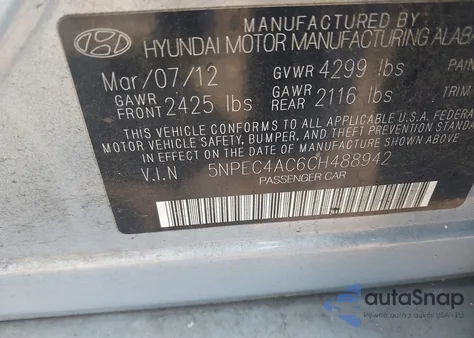 MANUFACTURED BY
HYUNDAI MOTOR MANUFACTURING ALAB
Mar/07/12 GVWR 4299 lbs PAIN
GAWR FRONT 2425 lbs GAWR REAR 2116 lbs TRIM
THIS VEHICLE CONFORMS TO ALL APPLICABLE U.S. FEDERAL
MOTOR VEHICLE SAFETY, BUMPER, AND THEFT PREVENTION STANDARD
IN EFFECT ON THE DATE OF MANUFACTURE SHOWN ABOVE.
V.I.N 5NPEC4AC6CH488942
PASSENGER CAR
autoSnap